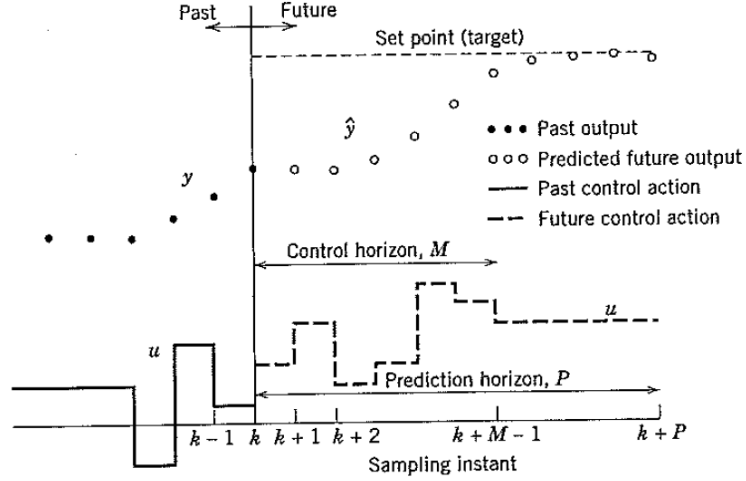 Past
Future
Set point (target)
ŷ
y
Past output
Predicted future output
Past control action
Future control action
Control horizon, M
u
u
Prediction horizon, P
k − 1 k k + 1 k + 2 k + M − 1 k + P
Sampling instant